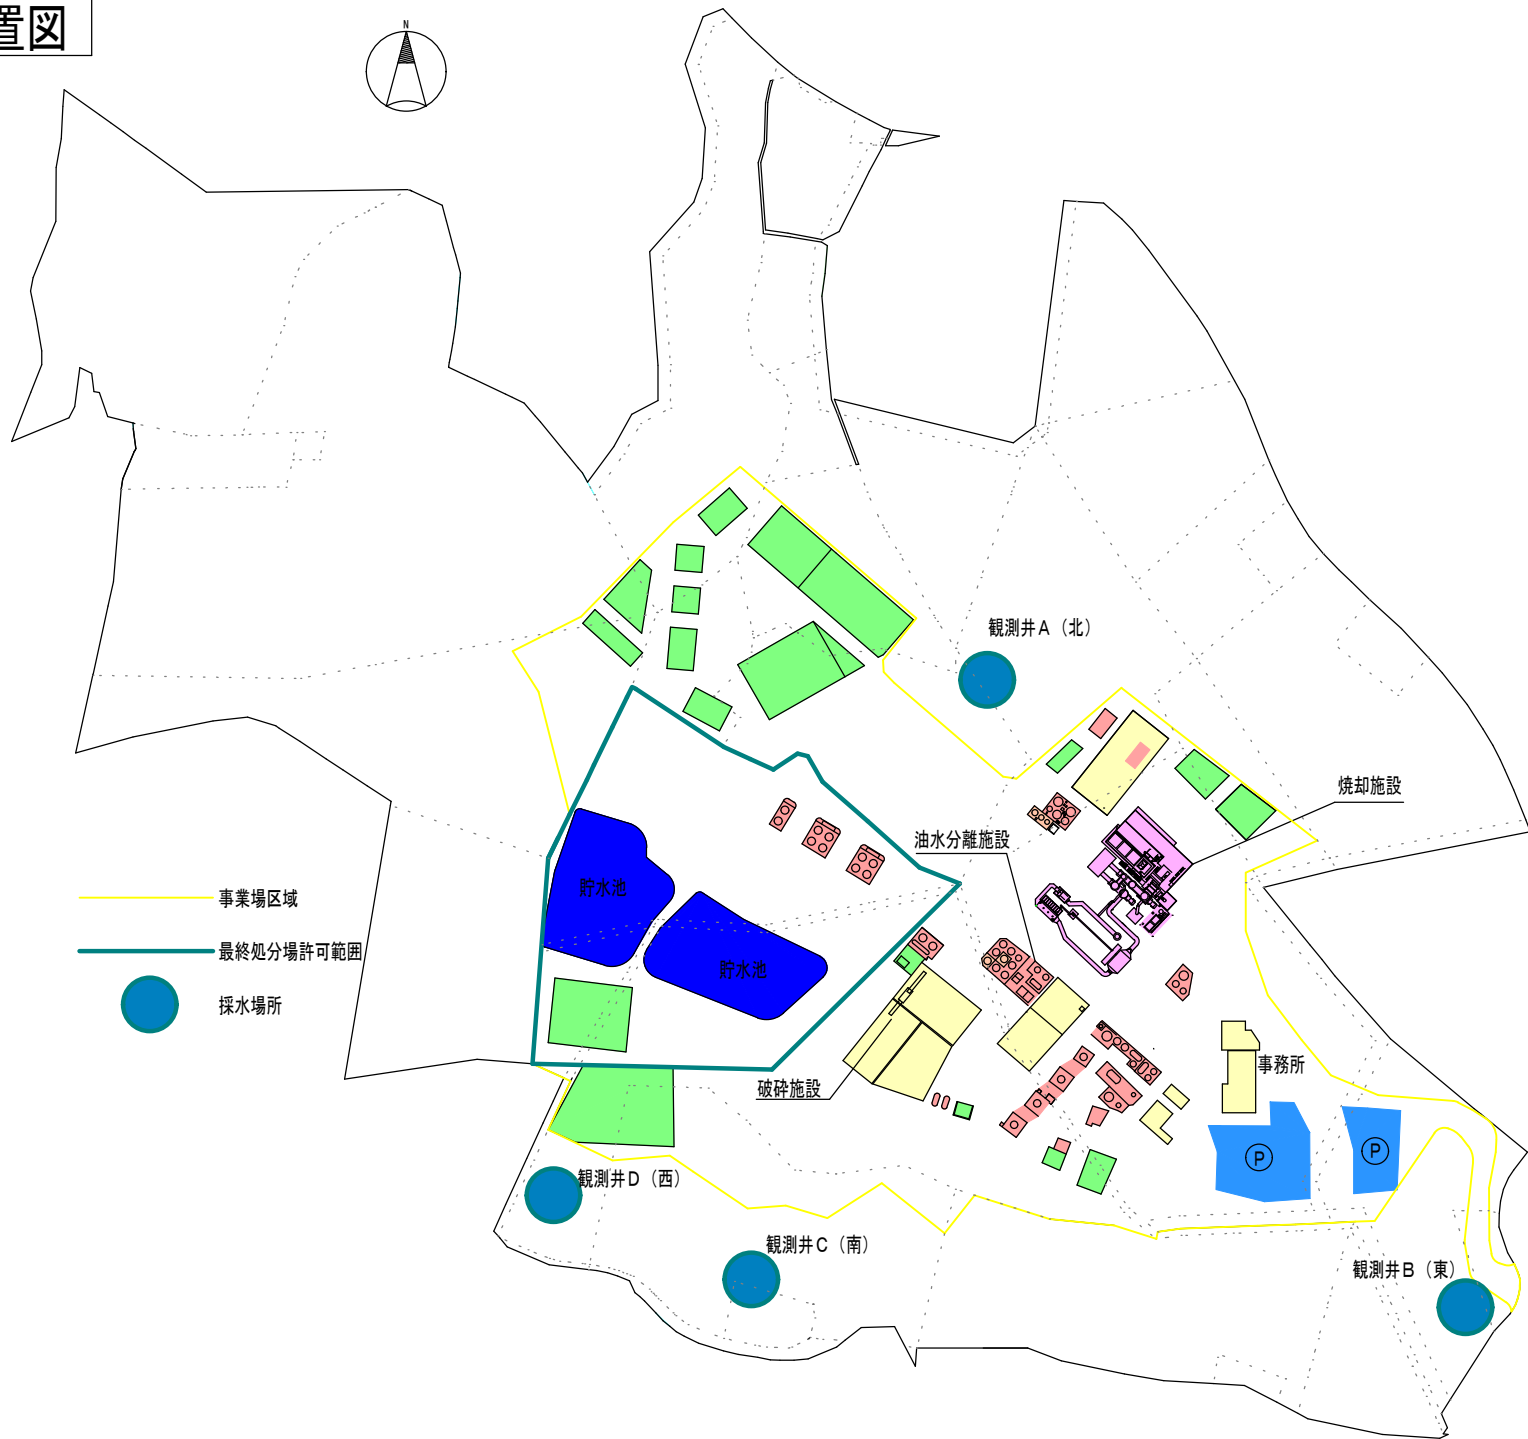 置図
N
観測井A（北）
焼却施設
油水分離施設
貯水池
事業場区域
最終処分場許可範囲
貯水池
採水場所
事務所
破砕施設
P
P
観測井D（西）
観測井C（南）
観測井B（東）